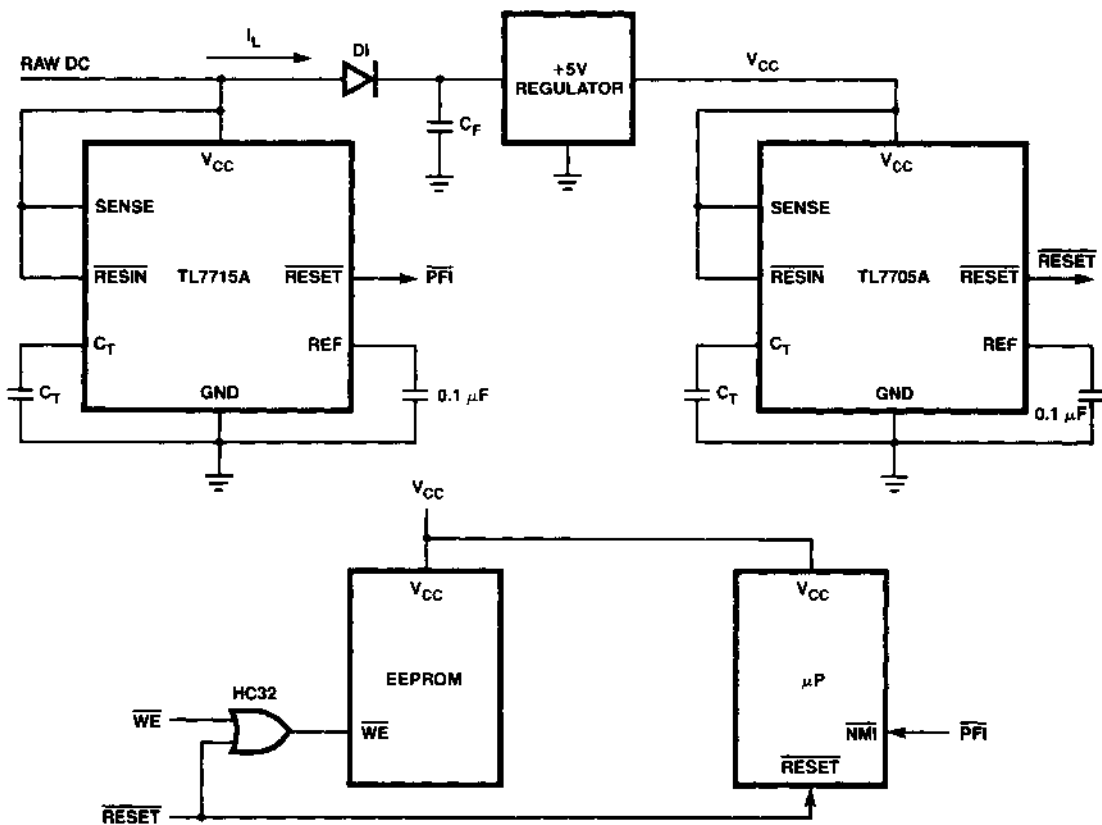 I_L
RAW DC
DI
+5V
REGULATOR
V_CC
C_F
V_CC
SENSE
RESIN
TL7715A
RESET
PFI
C_T
REF
GND
C_T
0.1 μF
V_CC
SENSE
RESIN
TL7705A
RESET
RESET
C_T
REF
GND
C_T
0.1 μF
V_CC
V_CC
EEPROM
WE
HC32
WE
RESET
V_CC
μP
NMI
PFI
RESET